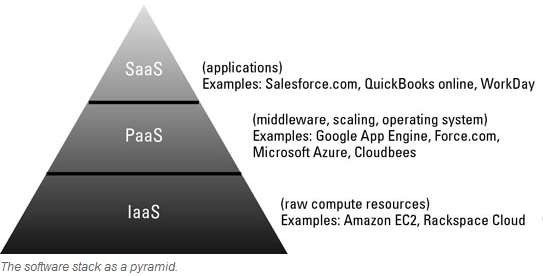 SaaS
(applications)
Examples: Salesforce.com, QuickBooks online, WorkDay
PaaS
(middleware, scaling, operating system)
Examples: Google App Engine, Force.com,
Microsoft Azure, Cloudbees
IaaS
(raw compute resources)
Examples: Amazon EC2, Rackspace Cloud
The software stack as a pyramid.